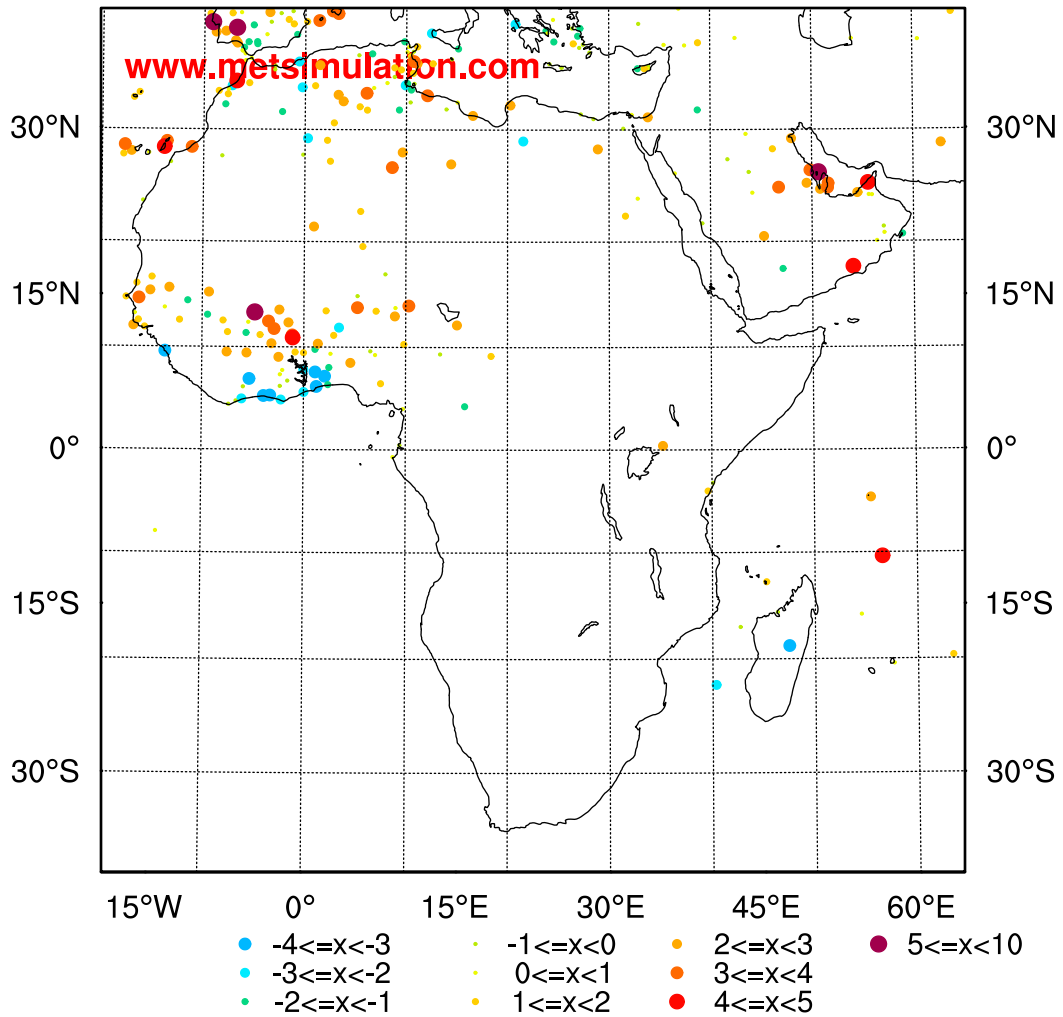 www.metsimulation.com
30°N 30°N
15°N 15°N
0° 0°
15°S 15°S
30°S 30°S
15°W 0° 15°E 30°E 45°E 60°E
-4<=x<-3 -1<=x<0 2<=x<3 5<=x<10
-3<=x<-2 0<=x<1 3<=x<4
-2<=x<-1 1<=x<2 4<=x<5